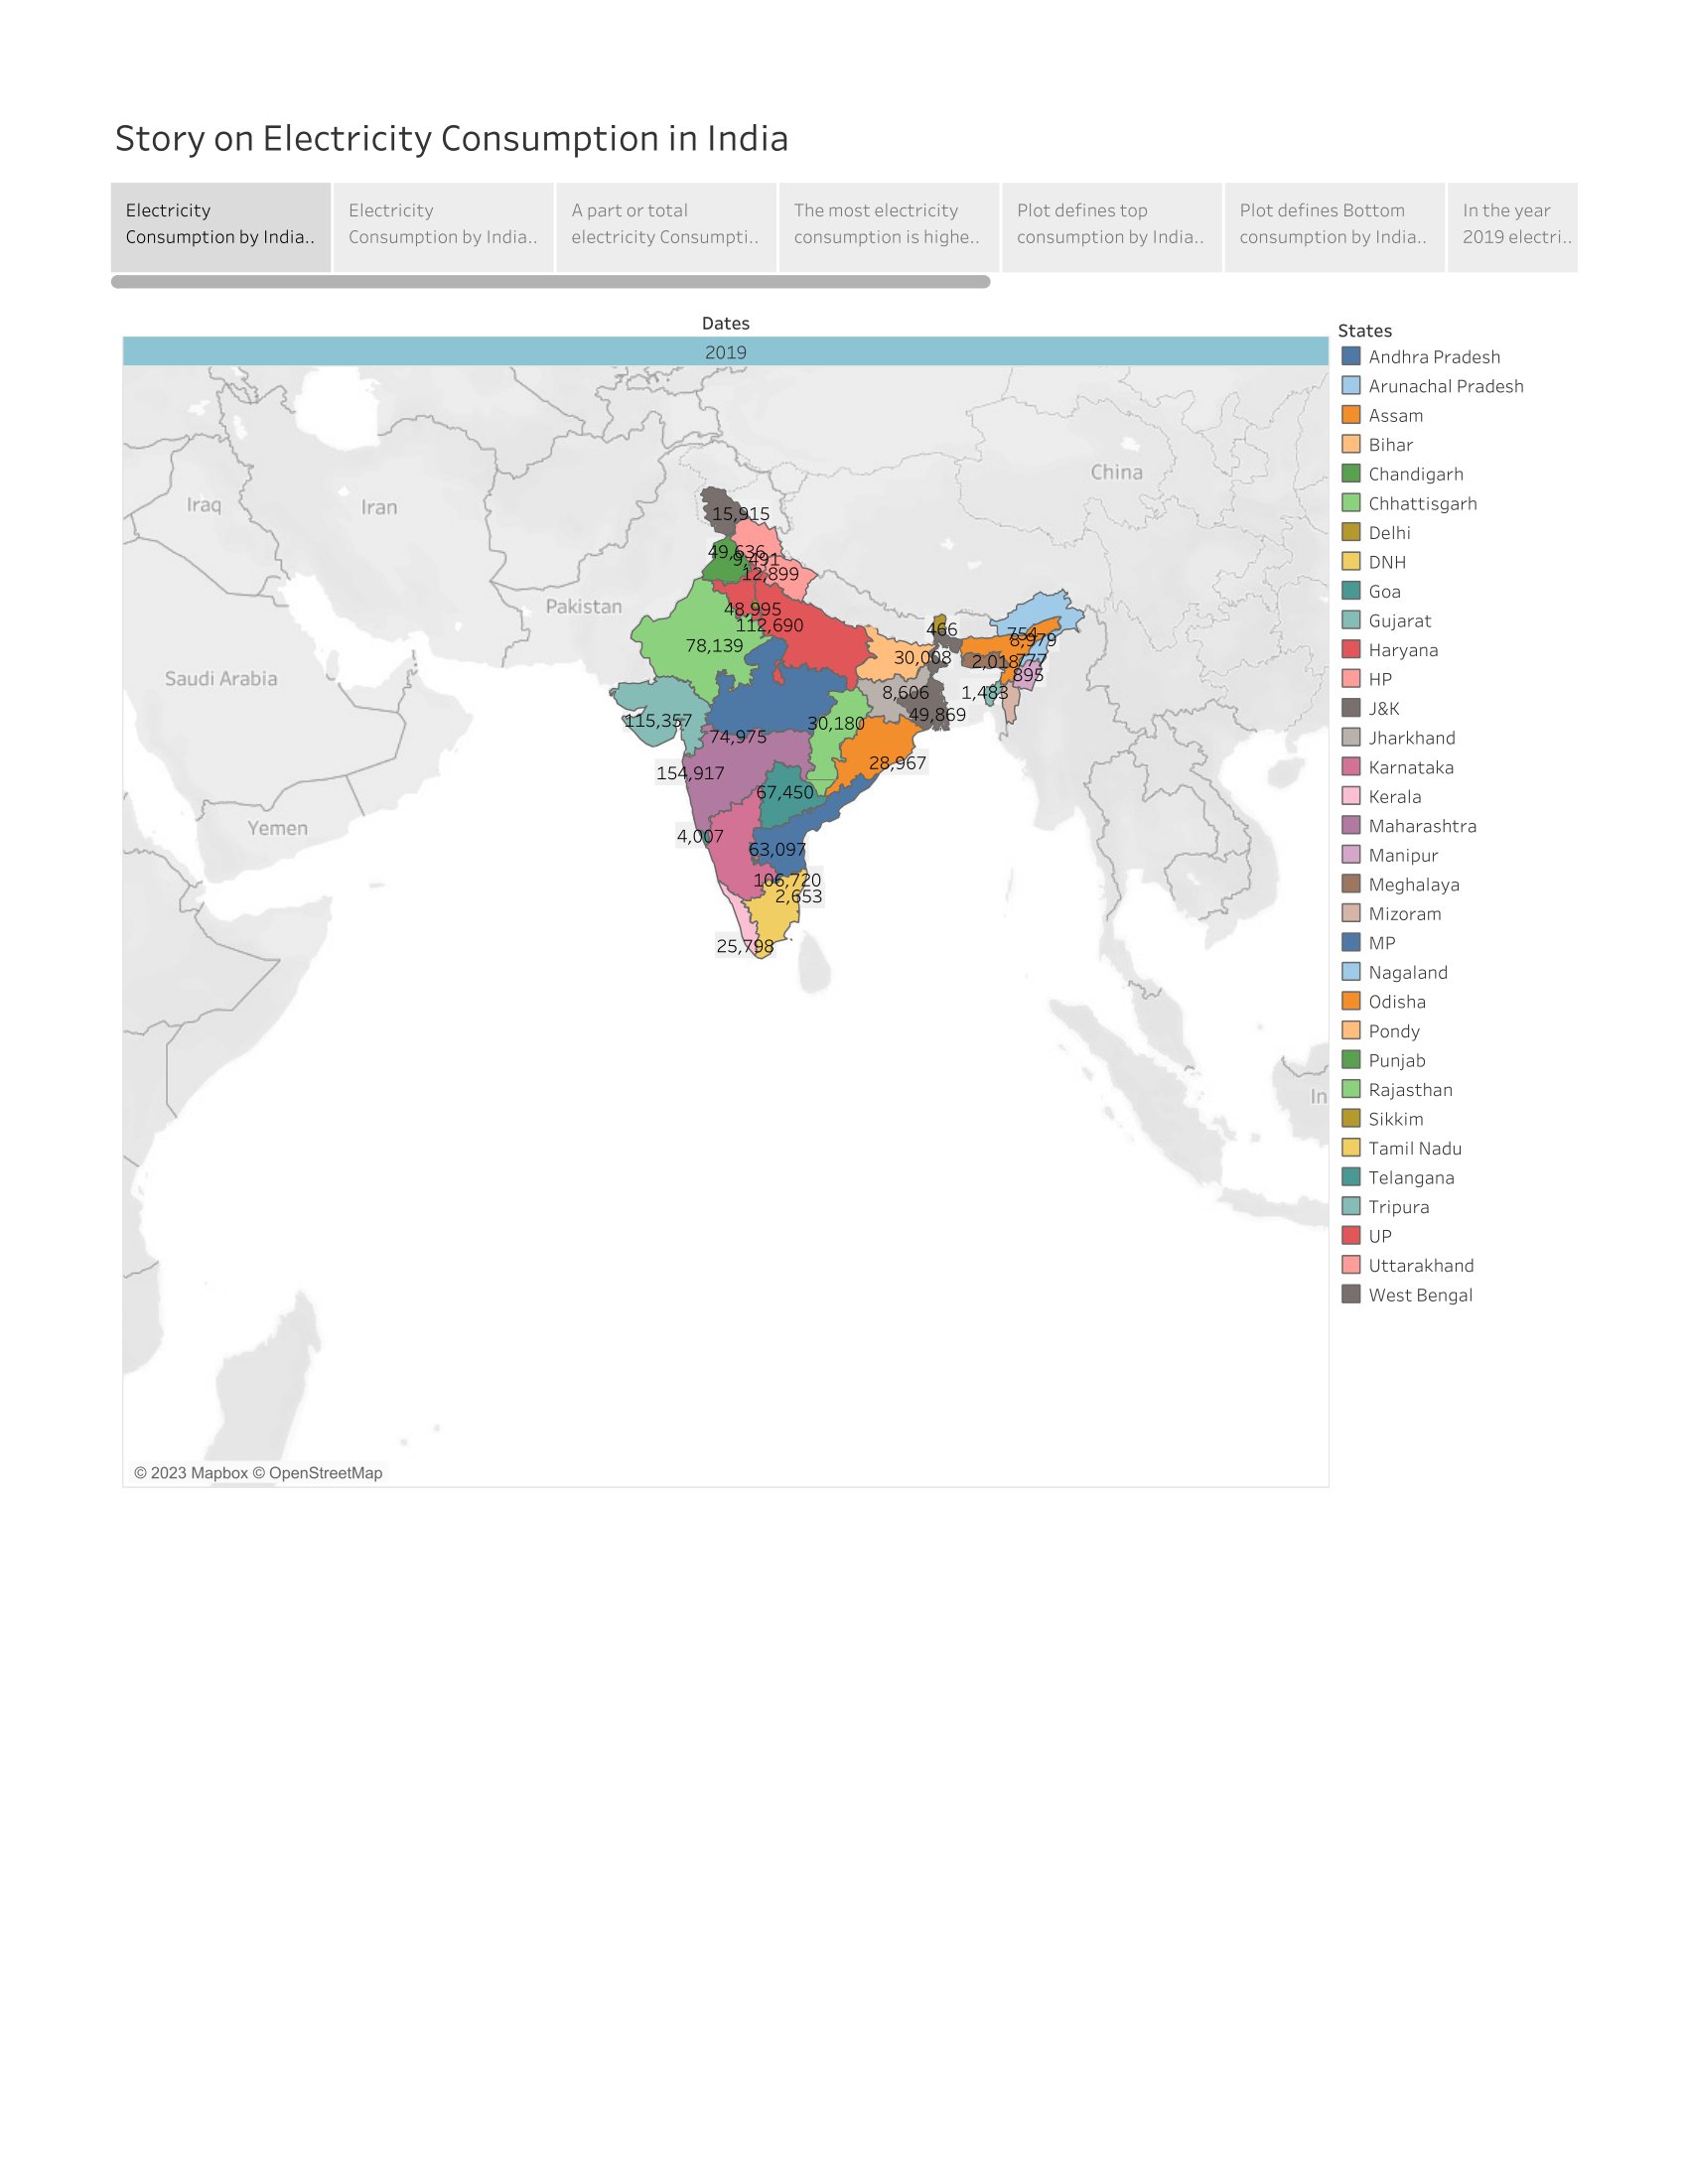 Story on Electricity Consumption in India
Electricity
Consumption by India..
Electricity
Consumption by India..
A part or total
electricity Consumpti..
The most electricity
consumption is highe..
Plot defines top
consumption by India..
Plot defines Bottom
consumption by India..
In the year
2019 electri..
Dates
2019
Iraq
Iran
China
Pakistan
Saudi Arabia
Yemen
In
15,915
49,636
9,491
12,899
48,995
112,690
78,139
466
754
8,979
30,008
2,018
777
895
8,606
1,483
49,869
115,357
30,180
74,975
28,967
154,917
67,450
4,007
63,097
106,720
2,653
25,798
© 2023 Mapbox © OpenStreetMap
States
Andhra Pradesh
Arunachal Pradesh
Assam
Bihar
Chandigarh
Chhattisgarh
Delhi
DNH
Goa
Gujarat
Haryana
HP
J&K
Jharkhand
Karnataka
Kerala
Maharashtra
Manipur
Meghalaya
Mizoram
MP
Nagaland
Odisha
Pondy
Punjab
Rajasthan
Sikkim
Tamil Nadu
Telangana
Tripura
UP
Uttarakhand
West Bengal